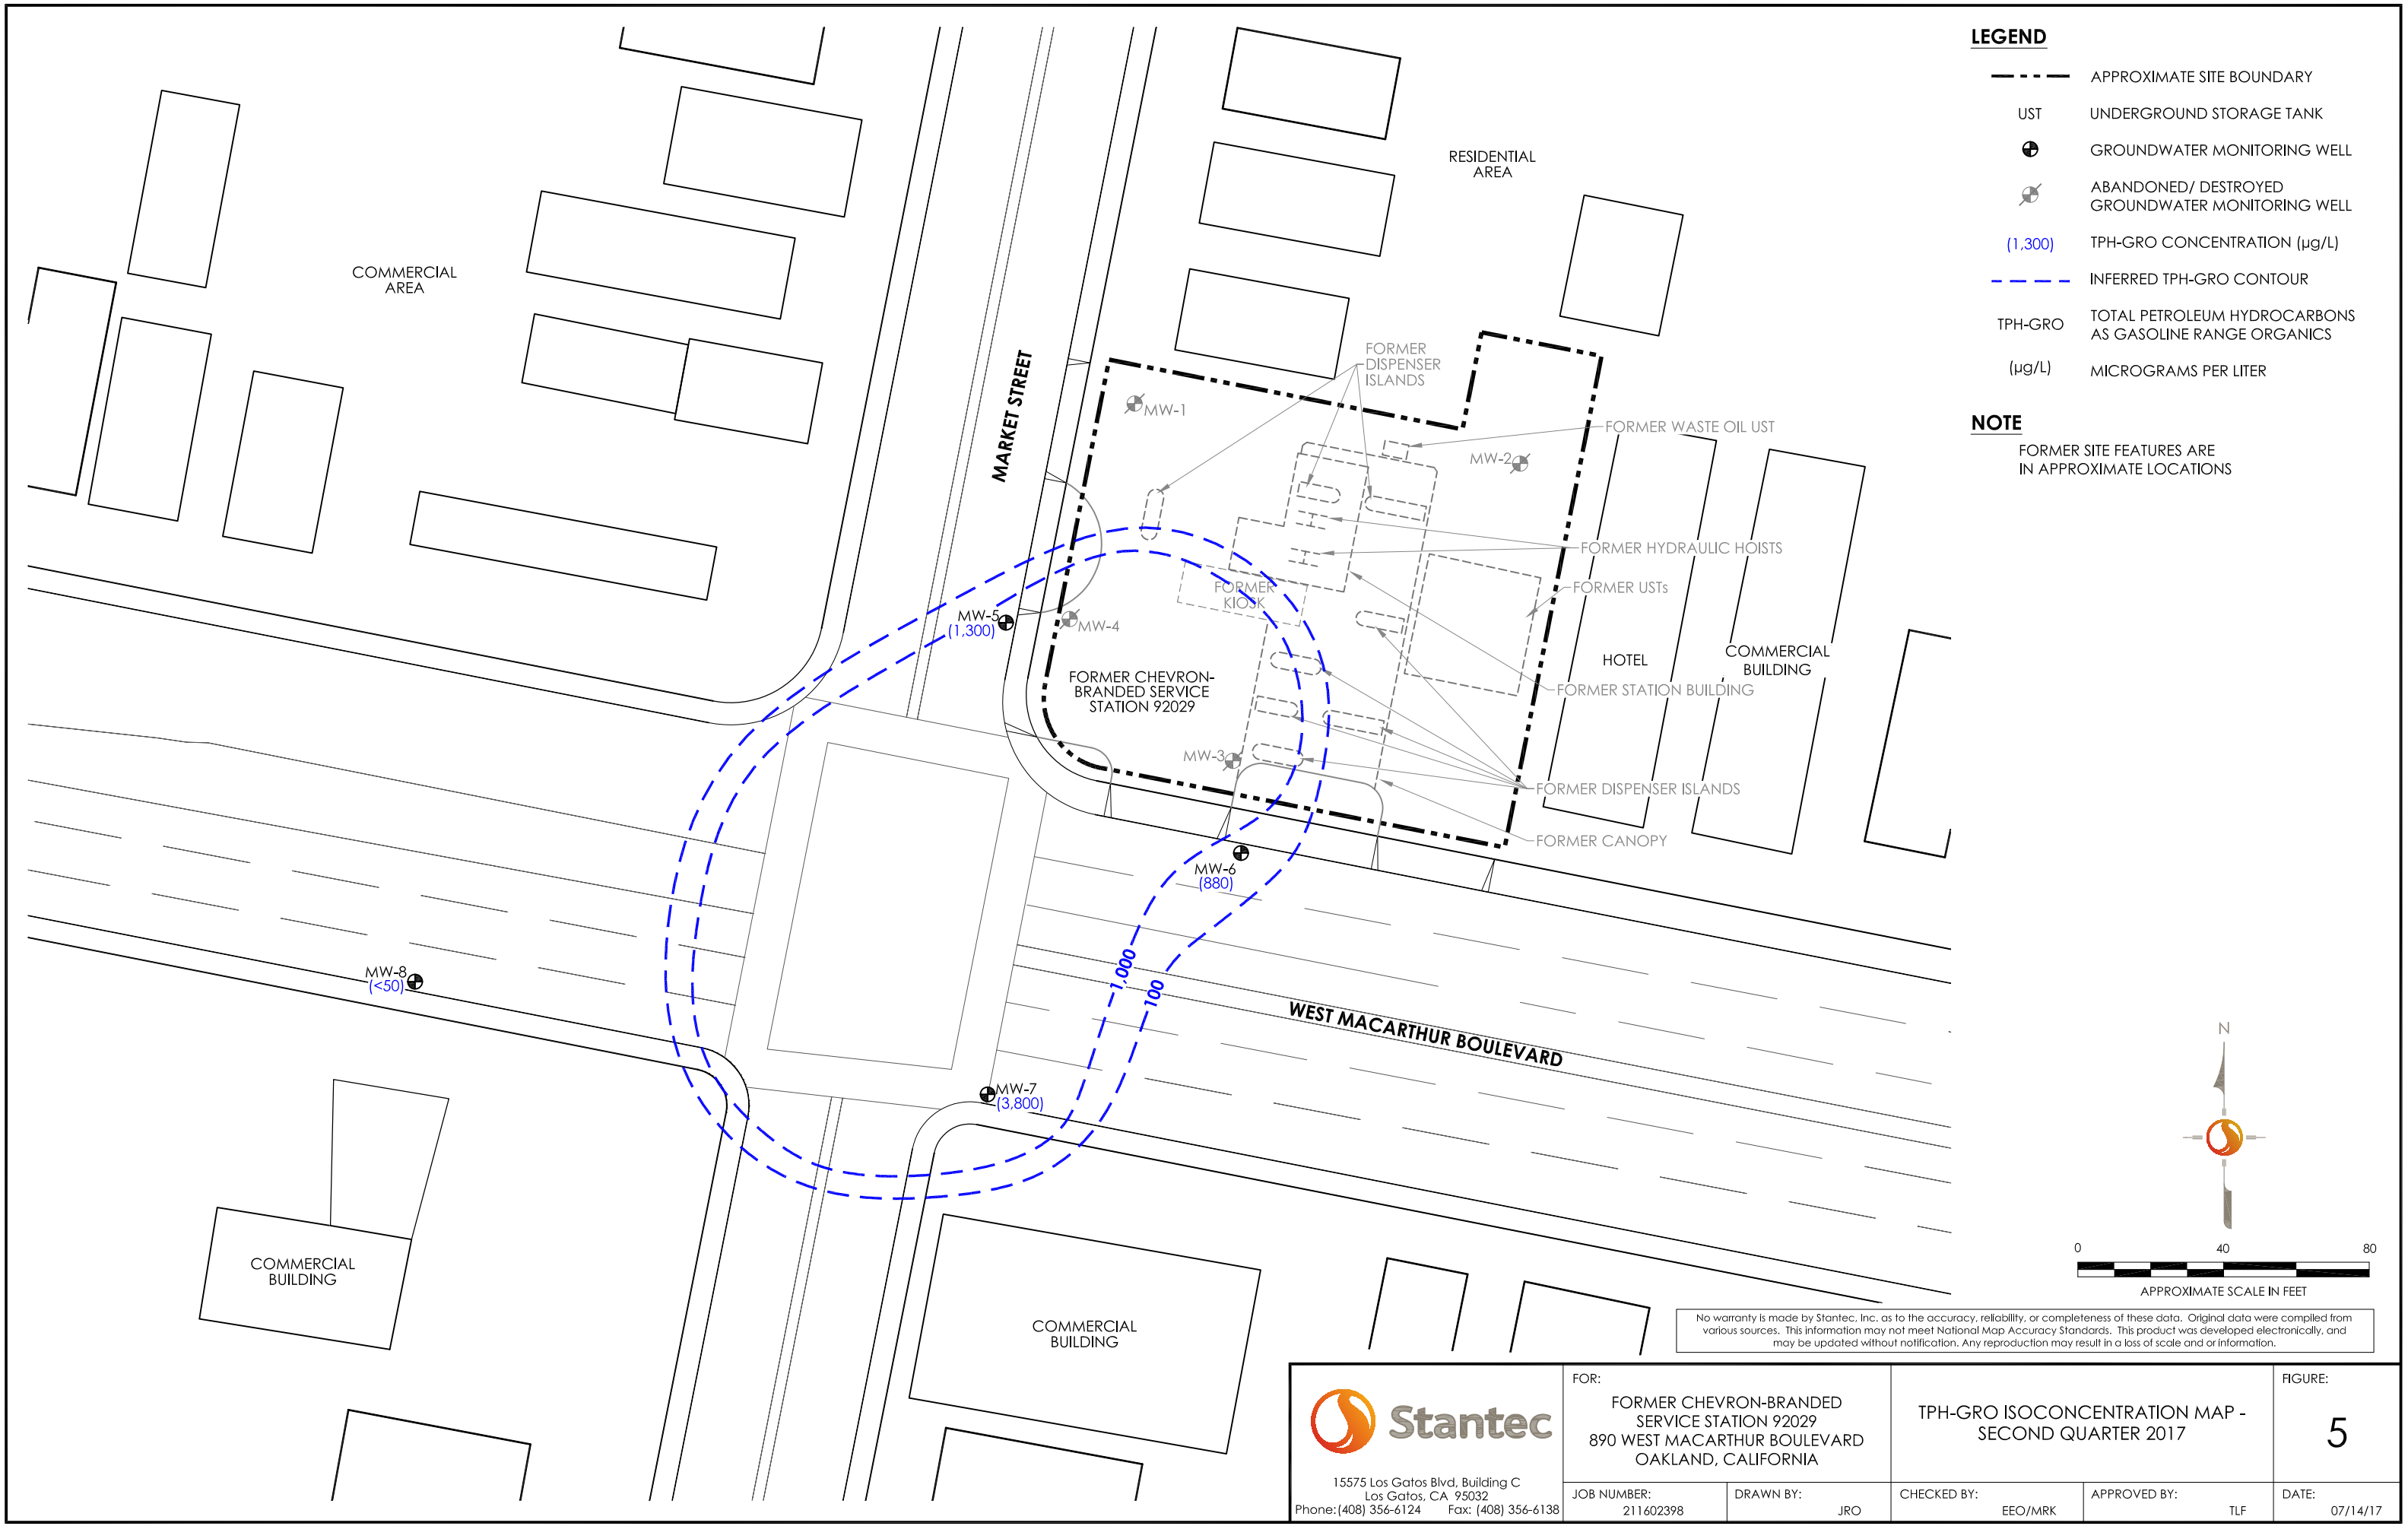 LEGEND
APPROXIMATE SITE BOUNDARY
UST UNDERGROUND STORAGE TANK
GROUNDWATER MONITORING WELL
ABANDONED/ DESTROYED
GROUNDWATER MONITORING WELL
(1,300) TPH-GRO CONCENTRATION (µg/L)
INFERRED TPH-GRO CONTOUR
TPH-GRO TOTAL PETROLEUM HYDROCARBONS
AS GASOLINE RANGE ORGANICS
(µg/L) MICROGRAMS PER LITER
NOTE
FORMER SITE FEATURES ARE
IN APPROXIMATE LOCATIONS
RESIDENTIAL
AREA
COMMERCIAL
AREA
MARKET STREET
FORMER
DISPENSER
ISLANDS
MW-1
FORMER WASTE OIL UST
MW-2
FORMER HYDRAULIC HOISTS
FORMER
KIOSK
FORMER USTs
MW-5
(1,300)
MW-4
HOTEL
COMMERCIAL
BUILDING
FORMER CHEVRON-
BRANDED SERVICE
STATION 92029
FORMER STATION BUILDING
MW-3
FORMER DISPENSER ISLANDS
FORMER CANOPY
MW-6
(880)
MW-8
(<50)
1,000
100
WEST MACARTHUR BOULEVARD
MW-7
(3,800)
COMMERCIAL
BUILDING
COMMERCIAL
BUILDING
N
0 40 80
APPROXIMATE SCALE IN FEET
No warranty is made by Stantec, Inc. as to the accuracy, reliability, or completeness of these data. Original data were compiled from
various sources. This information may not meet National Map Accuracy Standards. This product was developed electronically, and
may be updated without notification. Any reproduction may result in a loss of scale and or information.
Stantec
15575 Los Gatos Blvd, Building C
Los Gatos, CA 95032
Phone: (408) 356-6124 Fax: (408) 356-6138
FOR:
FORMER CHEVRON-BRANDED
SERVICE STATION 92029
890 WEST MACARTHUR BOULEVARD
OAKLAND, CALIFORNIA
TPH-GRO ISOCONCENTRATION MAP -
SECOND QUARTER 2017
FIGURE:
5
JOB NUMBER:
211602398
DRAWN BY:
JRO
CHECKED BY:
EEO/MRK
APPROVED BY:
TLF
DATE:
07/14/17